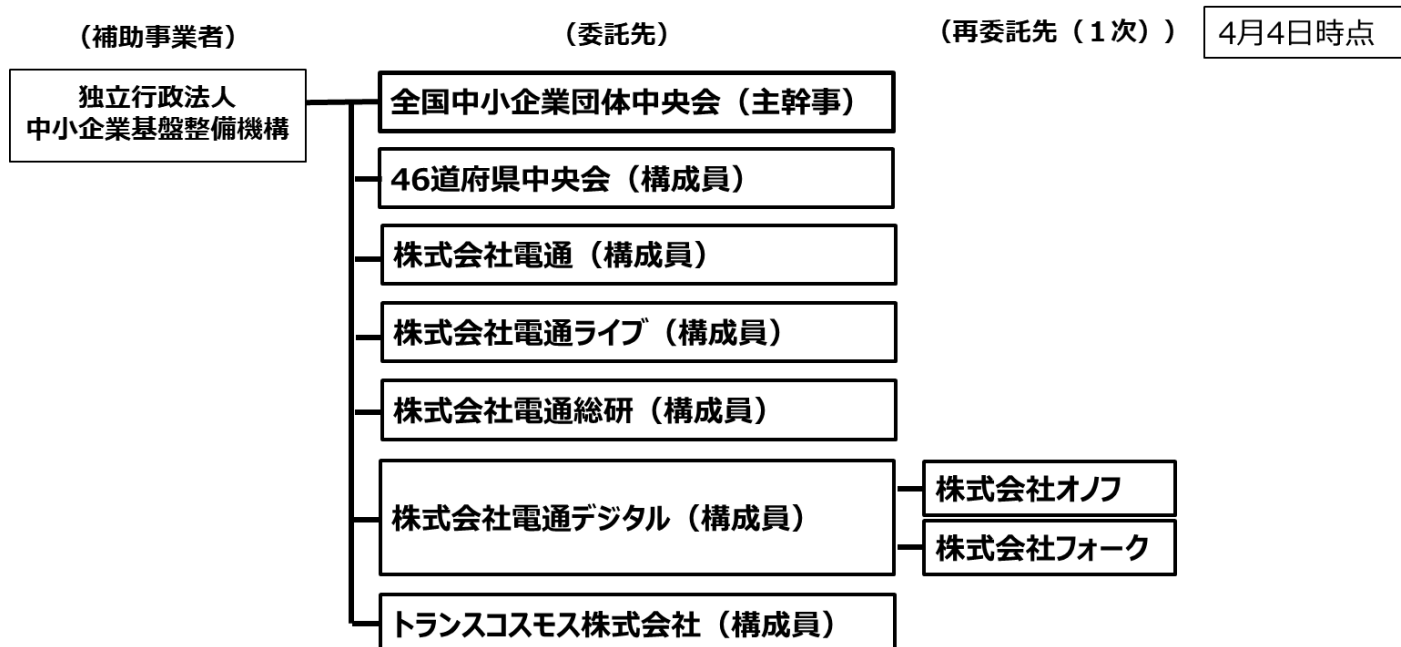 （補助事業者）
（委託先）
（再委託先（１次））
4月4日時点
独立行政法人
中小企業基盤整備機構
全国中小企業団体中央会（主幹事）
46道府県中央会（構成員）
株式会社電通（構成員）
株式会社電通ライブ（構成員）
株式会社電通総研（構成員）
株式会社電通デジタル（構成員）
株式会社オノフ
株式会社フォーク
トランスコスモス株式会社（構成員）